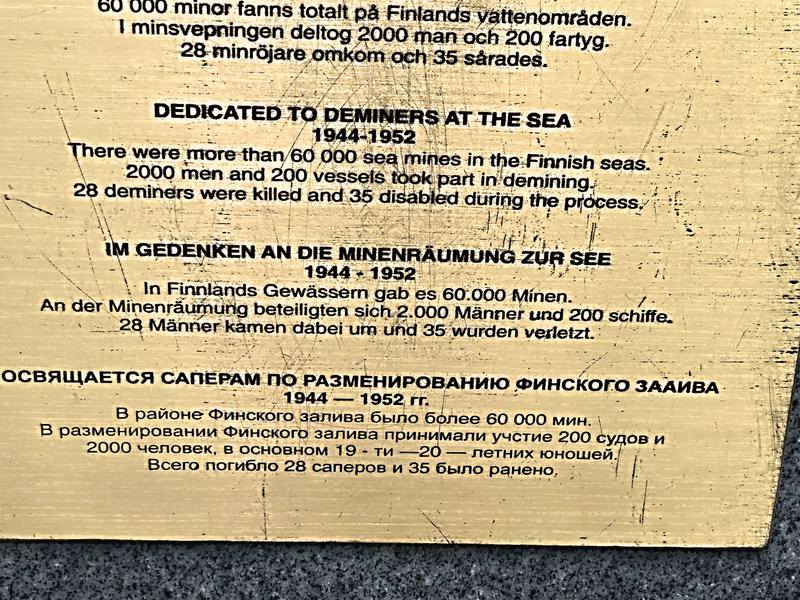 60 000 minor fanns totalt på Finlands vattenområden.
I minsvepningen deltog 2000 man och 200 fartyg.
28 minröjare omkom och 35 sårades.
DEDICATED TO DEMINERS AT THE SEA
1944-1952
There were more than 60 000 sea mines in the Finnish seas.
2000 men and 200 vessels took part in demining.
28 deminers were killed and 35 disabled during the process.
IM GEDENKEN AN DIE MINENRÄUMUNG ZUR SEE
1944 - 1952
In Finnlands Gewässern gab es 60.000 Minen.
An der Minenräumung beteiligten sich 2.000 Männer und 200 schiffe.
28 Männer kamen dabei um und 35 wurden verletzt.
ОСВЯЩАЕТСЯ САПЕРАМ ПО РАЗМЕНИРОВАНИЮ ФИНСКОГО ЗААИВА
1944 — 1952 гг.
В районе Финского залива было более 60 000 мин.
В разменировании Финского залива принимали учстие 200 судов и
2000 человек, в основном 19 - ти —20 — летних юношей.
Всего погибло 28 саперов и 35 было ранено.